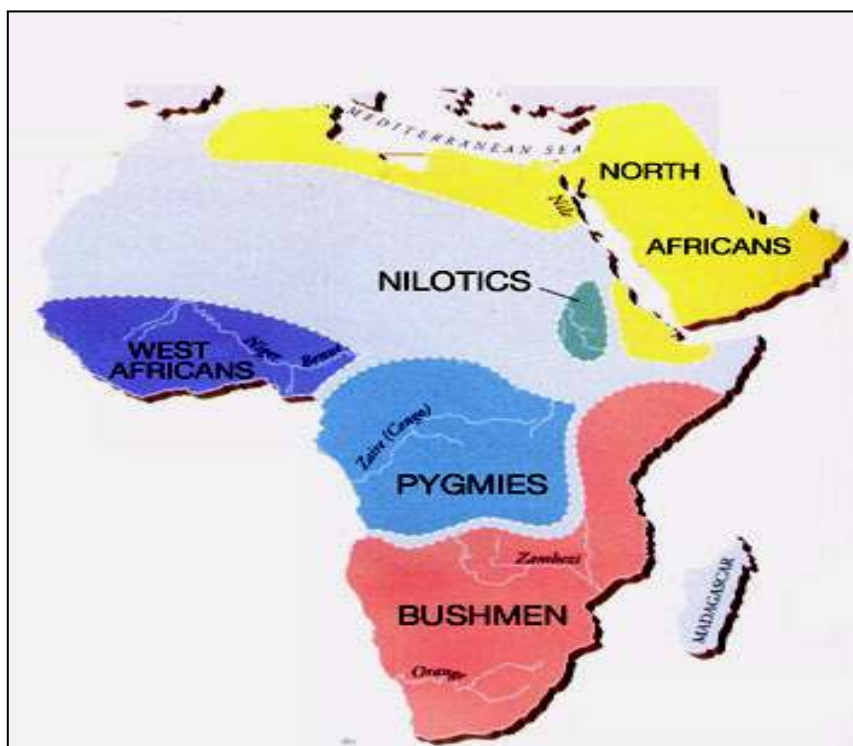 MEDITERRANEAN SEA
NORTH
AFRICANS
Nile
NILOTICS
WEST
AFRICANS
Niger
Benue
Zaire (Congo)
PYGMIES
Zambezi
BUSHMEN
MADAGASCAR
Orange